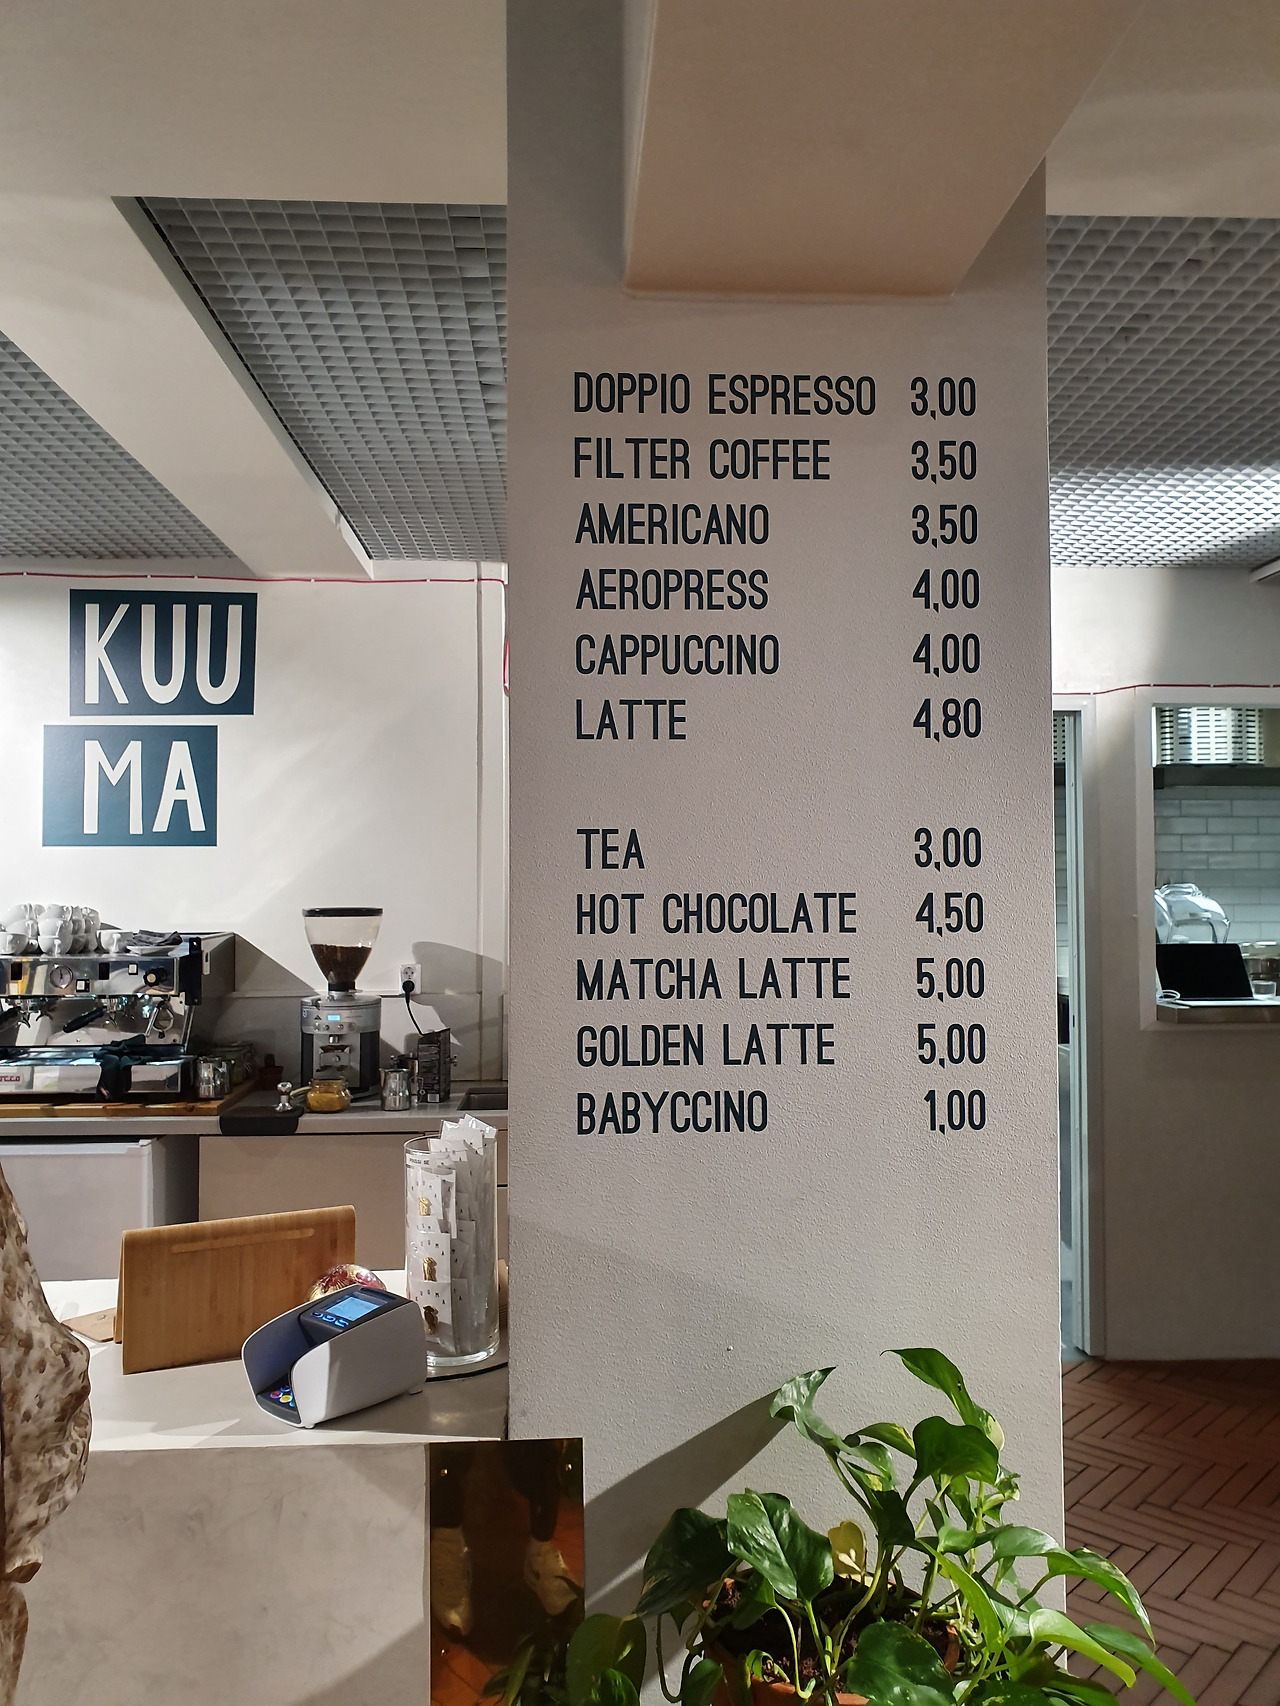 KUU
MA
DOPPIO ESPRESSO 3,00
FILTER COFFEE 3,50
AMERICANO 3,50
AEROPRESS 4,00
CAPPUCCINO 4,00
LATTE 4,80
TEA 3,00
HOT CHOCOLATE 4,50
MATCHA LATTE 5,00
GOLDEN LATTE 5,00
BABYCCINO 1,00